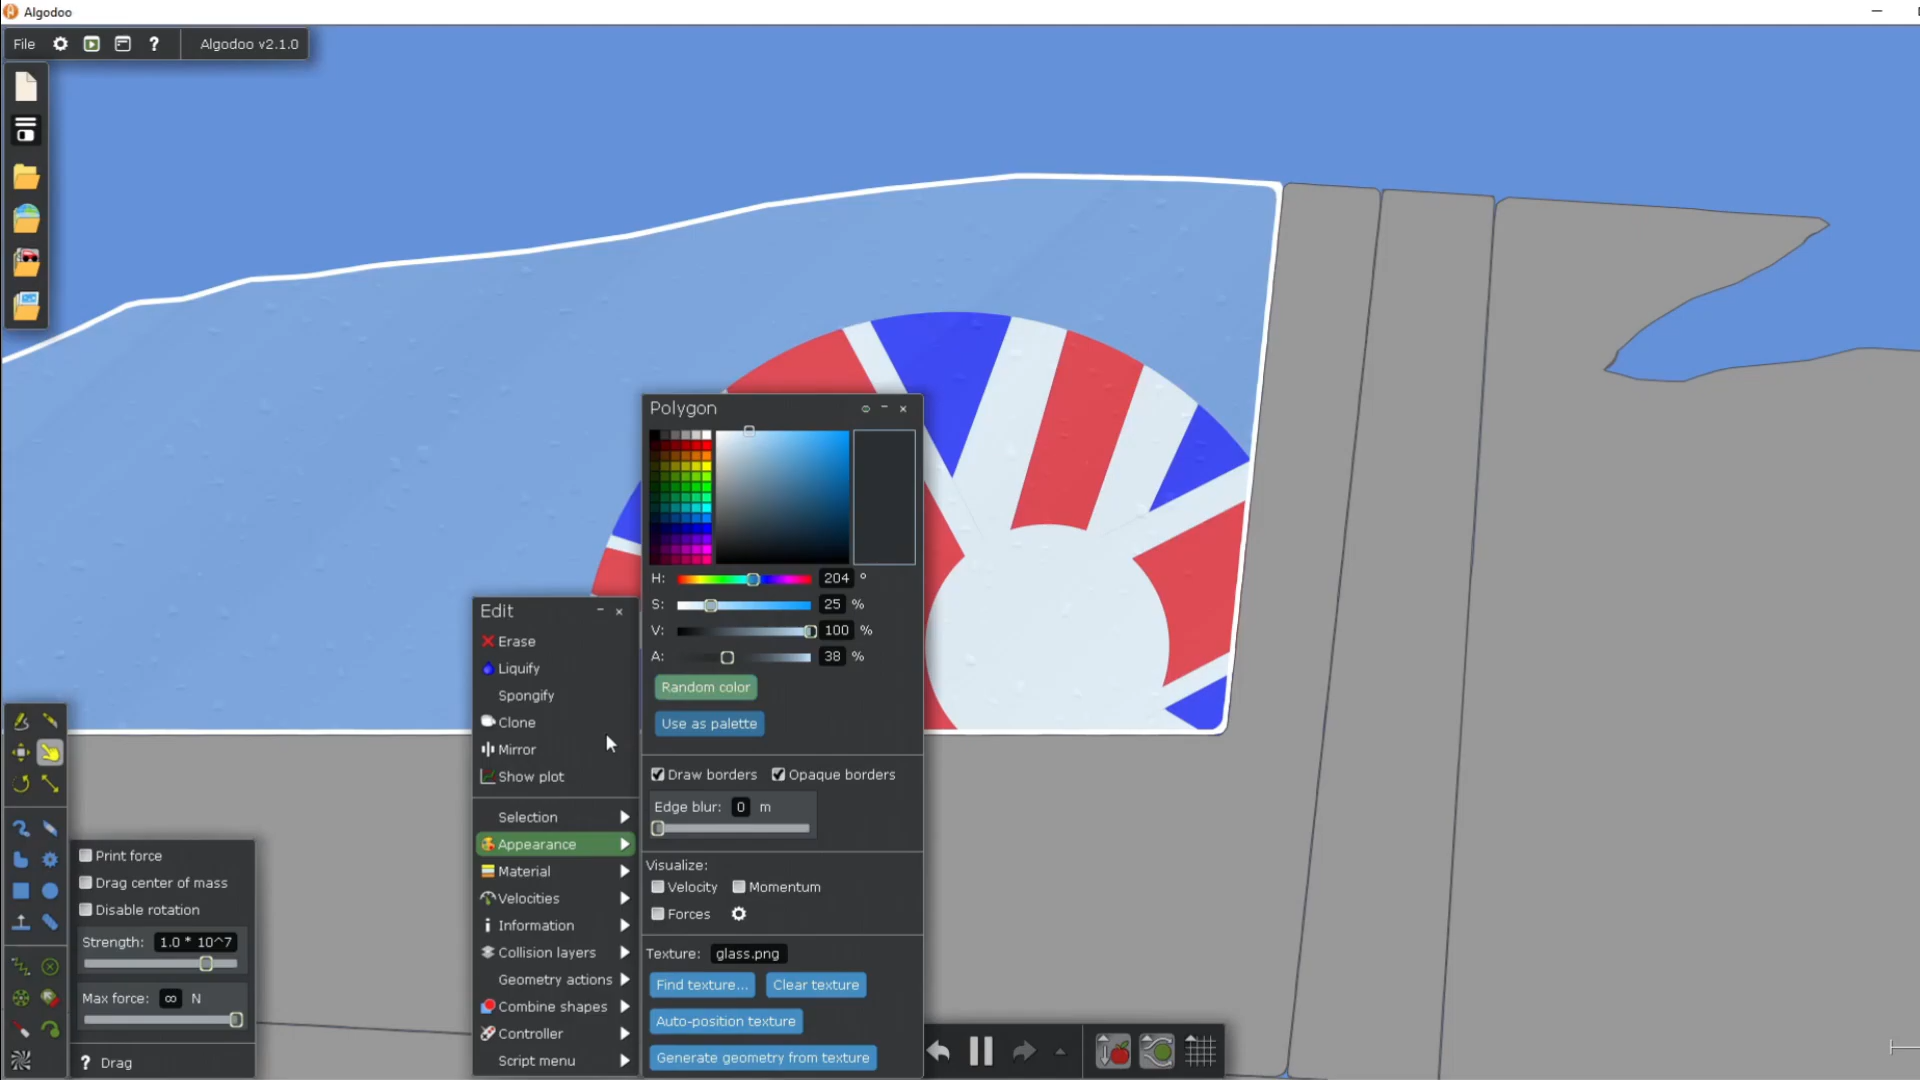 Algodoo
File
?
Algodoo v2.1.0
Polygon
H: 204 °
S: 25 %
V: 100 %
A: 38 %
Random color
Use as palette
Draw borders Opaque borders
Edge blur: 0 m
Visualize:
Velocity Momentum
Forces
Texture: glass.png
Find texture... Clear texture
Auto-position texture
Generate geometry from texture
Edit
Erase
Liquify
Spongify
Clone
Mirror
Show plot
Selection
Appearance
Material
Velocities
Information
Collision layers
Geometry actions
Combine shapes
Controller
Script menu
Print force
Drag center of mass
Disable rotation
Strength: 1.0 * 10^7
Max force: ∞ N
? Drag